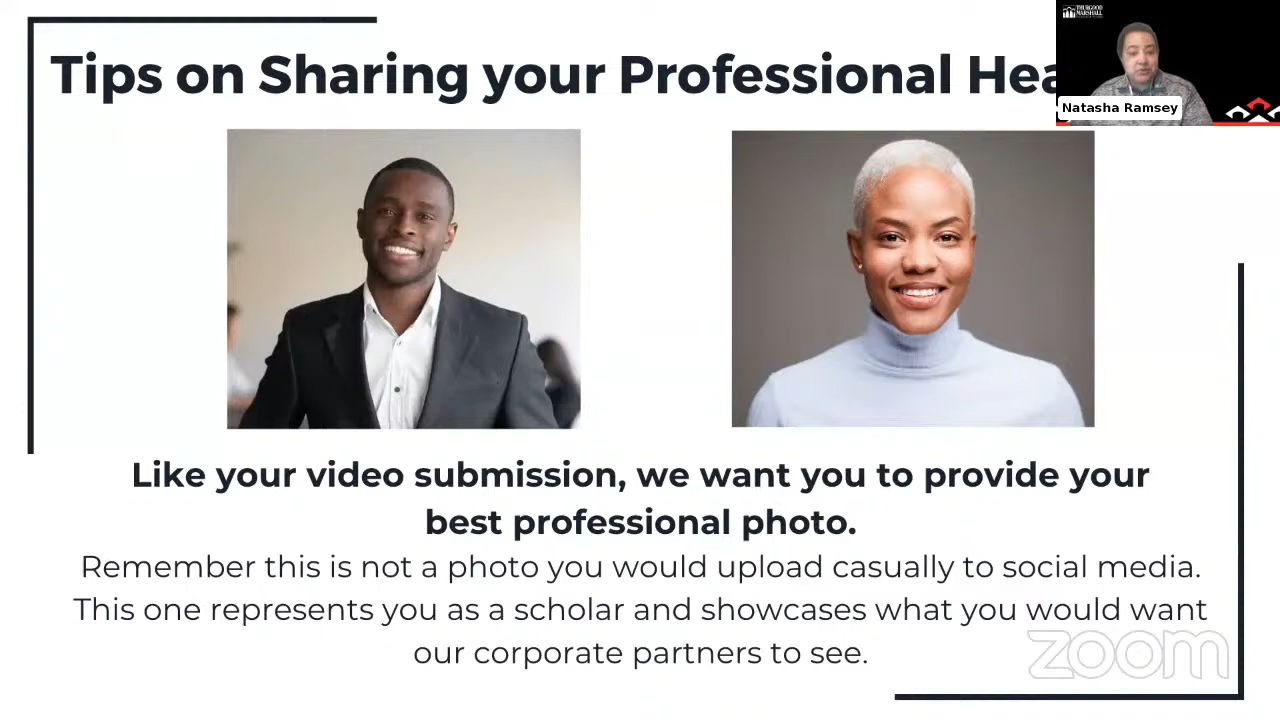 Tips on Sharing your Professional Hea
THURGOOD
MARSHALL
Natasha Ramsey
Like your video submission, we want you to provide your
best professional photo.
Remember this is not a photo you would upload casually to social media.
This one represents you as a scholar and showcases what you would want
our corporate partners to see.
zoom